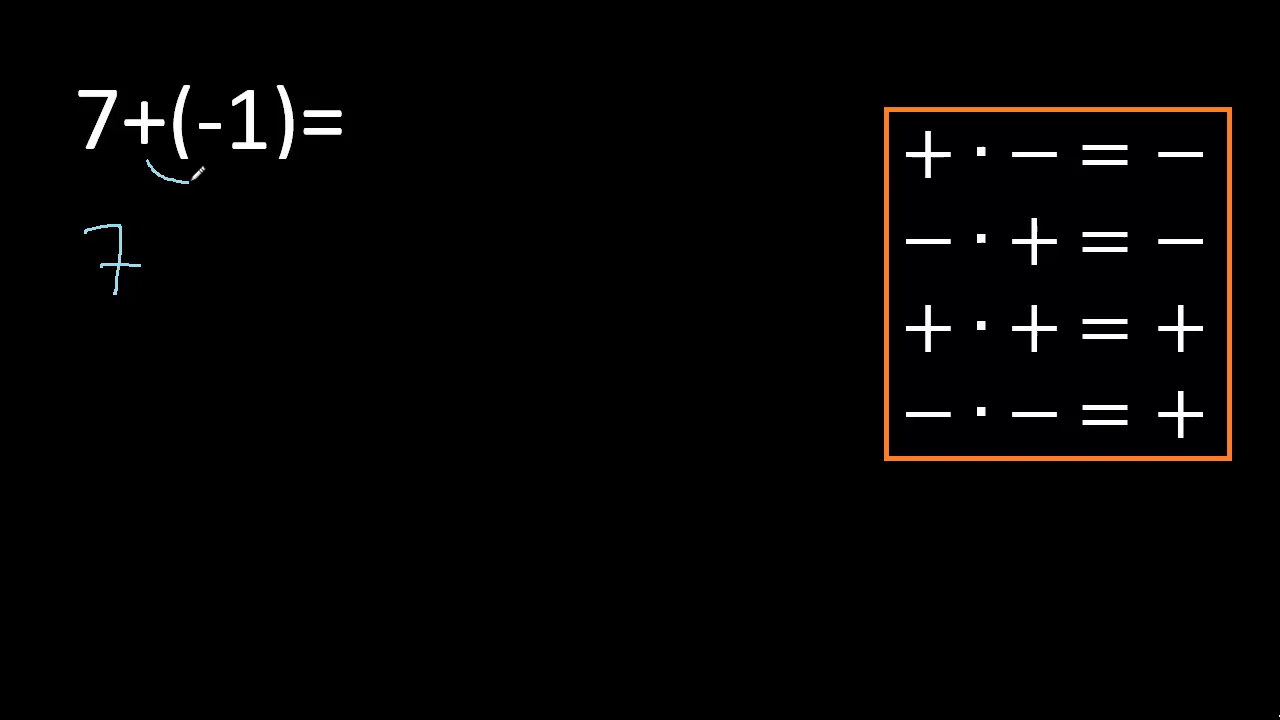 7+(-1)=
7
+ · − = −
− · + = −
+ · + = +
− · − = +